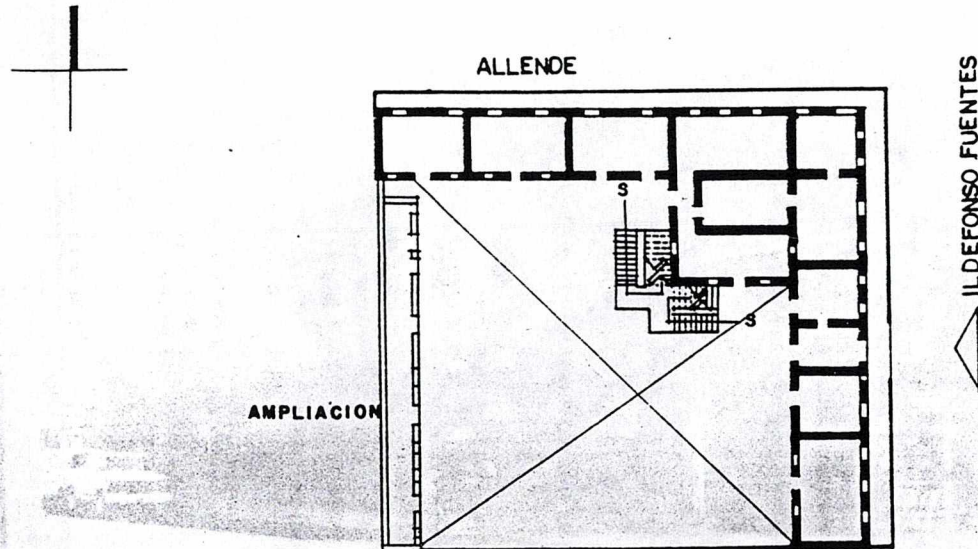 ALLENDE
ILDEFONSO FUENTES
S
S
AMPLIACION